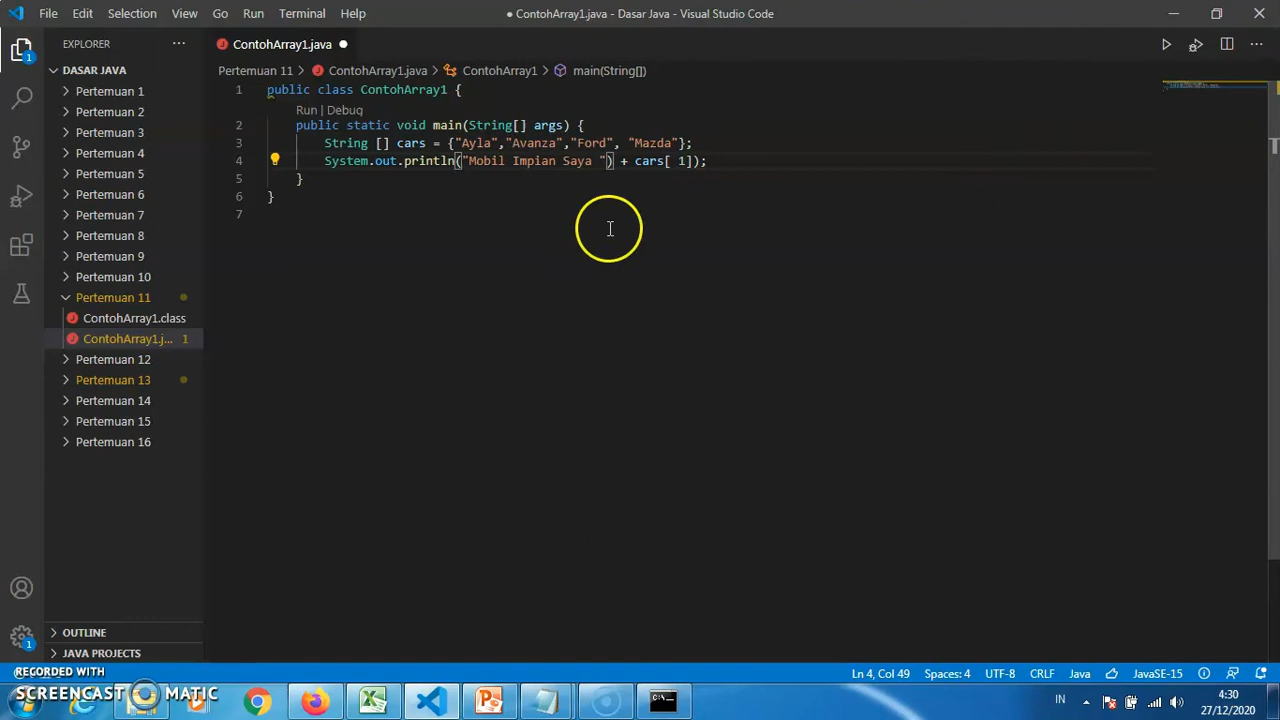 File Edit Selection View Go Run Terminal Help
● ContohArray1.java - Dasar Java - Visual Studio Code
EXPLORER
DASAR JAVA
Pertemuan 1
Pertemuan 2
Pertemuan 3
Pertemuan 4
Pertemuan 5
Pertemuan 6
Pertemuan 7
Pertemuan 8
Pertemuan 9
Pertemuan 10
Pertemuan 11
ContohArray1.class
ContohArray1.j... 1
Pertemuan 12
Pertemuan 13
Pertemuan 14
Pertemuan 15
Pertemuan 16
OUTLINE
JAVA PROJECTS
ContohArray1.java
Pertemuan 11 > ContohArray1.java > ContohArray1 > main(String[])
1 public class ContohArray1 {
Run | Debug
2 public static void main(String[] args) {
3 String [] cars = {"Ayla","Avanza","Ford", "Mazda"};
4 System.out.println("Mobil Impian Saya ") + cars[ 1]);
5 }
6 }
7
1
1
Ln 4, Col 49 Spaces: 4 UTF-8 CRLF Java JavaSE-15
RECORDED WITH
SCREENCAST MATIC
IN
4:30
27/12/2020